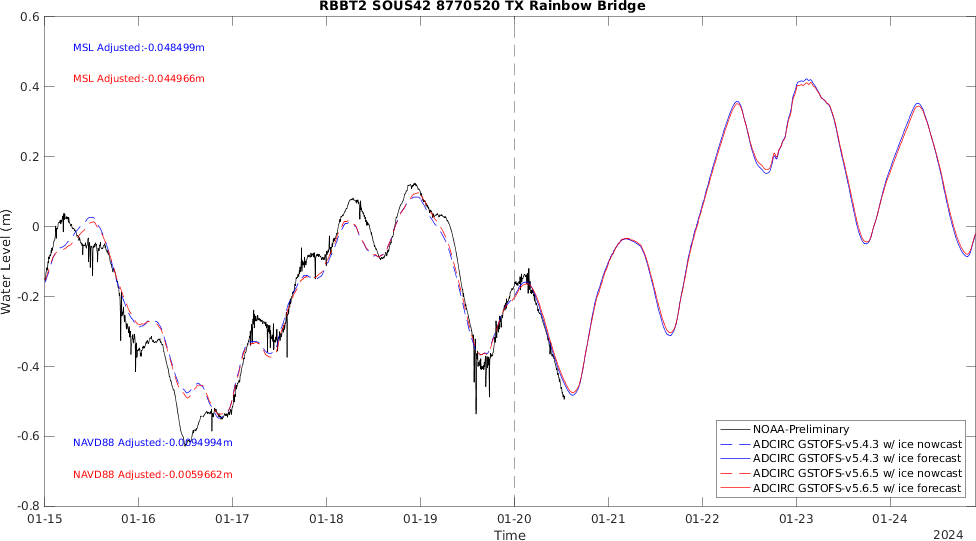 RBBT2 SOUS42 8770520 TX Rainbow Bridge
0.6
MSL Adjusted:-0.048499m
MSL Adjusted:-0.044966m
0.4
0.2
0
-0.2
-0.4
-0.6
-0.8
Water Level (m)
NAVD88 Adjusted:-0.0094994m
NAVD88 Adjusted:-0.0059662m
NOAA-Preliminary
ADCIRC GSTOFS-v5.4.3 w/ ice nowcast
ADCIRC GSTOFS-v5.4.3 w/ ice forecast
ADCIRC GSTOFS-v5.6.5 w/ ice nowcast
ADCIRC GSTOFS-v5.6.5 w/ ice forecast
01-15 01-16 01-17 01-18 01-19 01-20 01-21 01-22 01-23 01-24
Time
2024